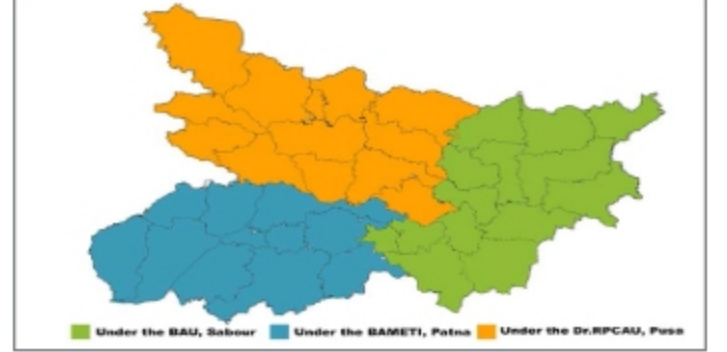 Under the BAU, Sabour
Under the BAMETI, Patna
Under the Dr.RPCAU, Pusa